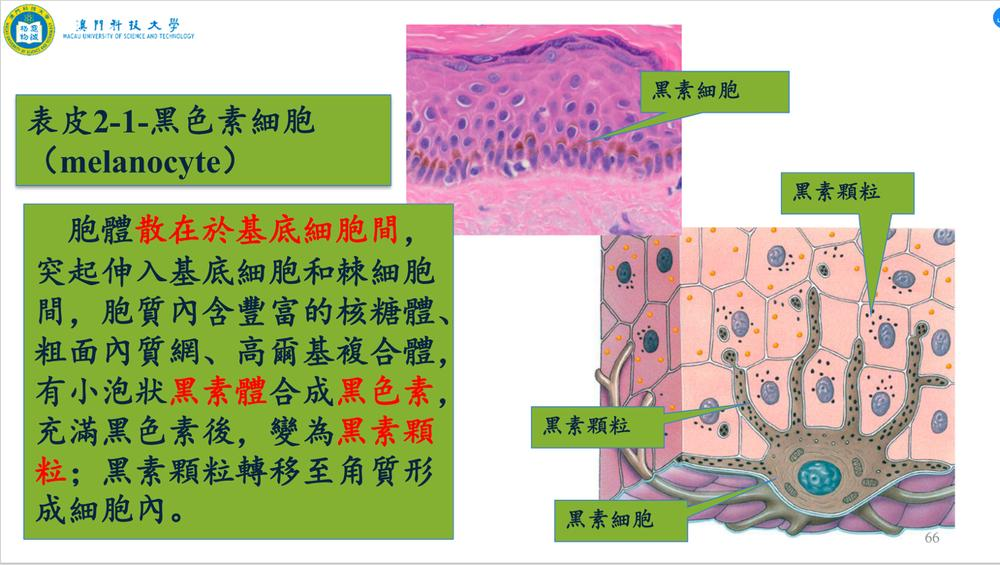 澳門科技大學
MACAU UNIVERSITY OF SCIENCE AND TECHNOLOGY
表皮2-1-黑色素細胞
（melanocyte）
胞體散在於基底細胞間，
突起伸入基底細胞和棘細胞
間，胞質內含豐富的核糖體、
粗面內質網、高爾基複合體，
有小泡狀黑素體合成黑色素，
充滿黑色素後，變為黑素顆
粒；黑素顆粒轉移至角質形
成細胞內。
黑素細胞
黑素顆粒
黑素顆粒
黑素細胞
66